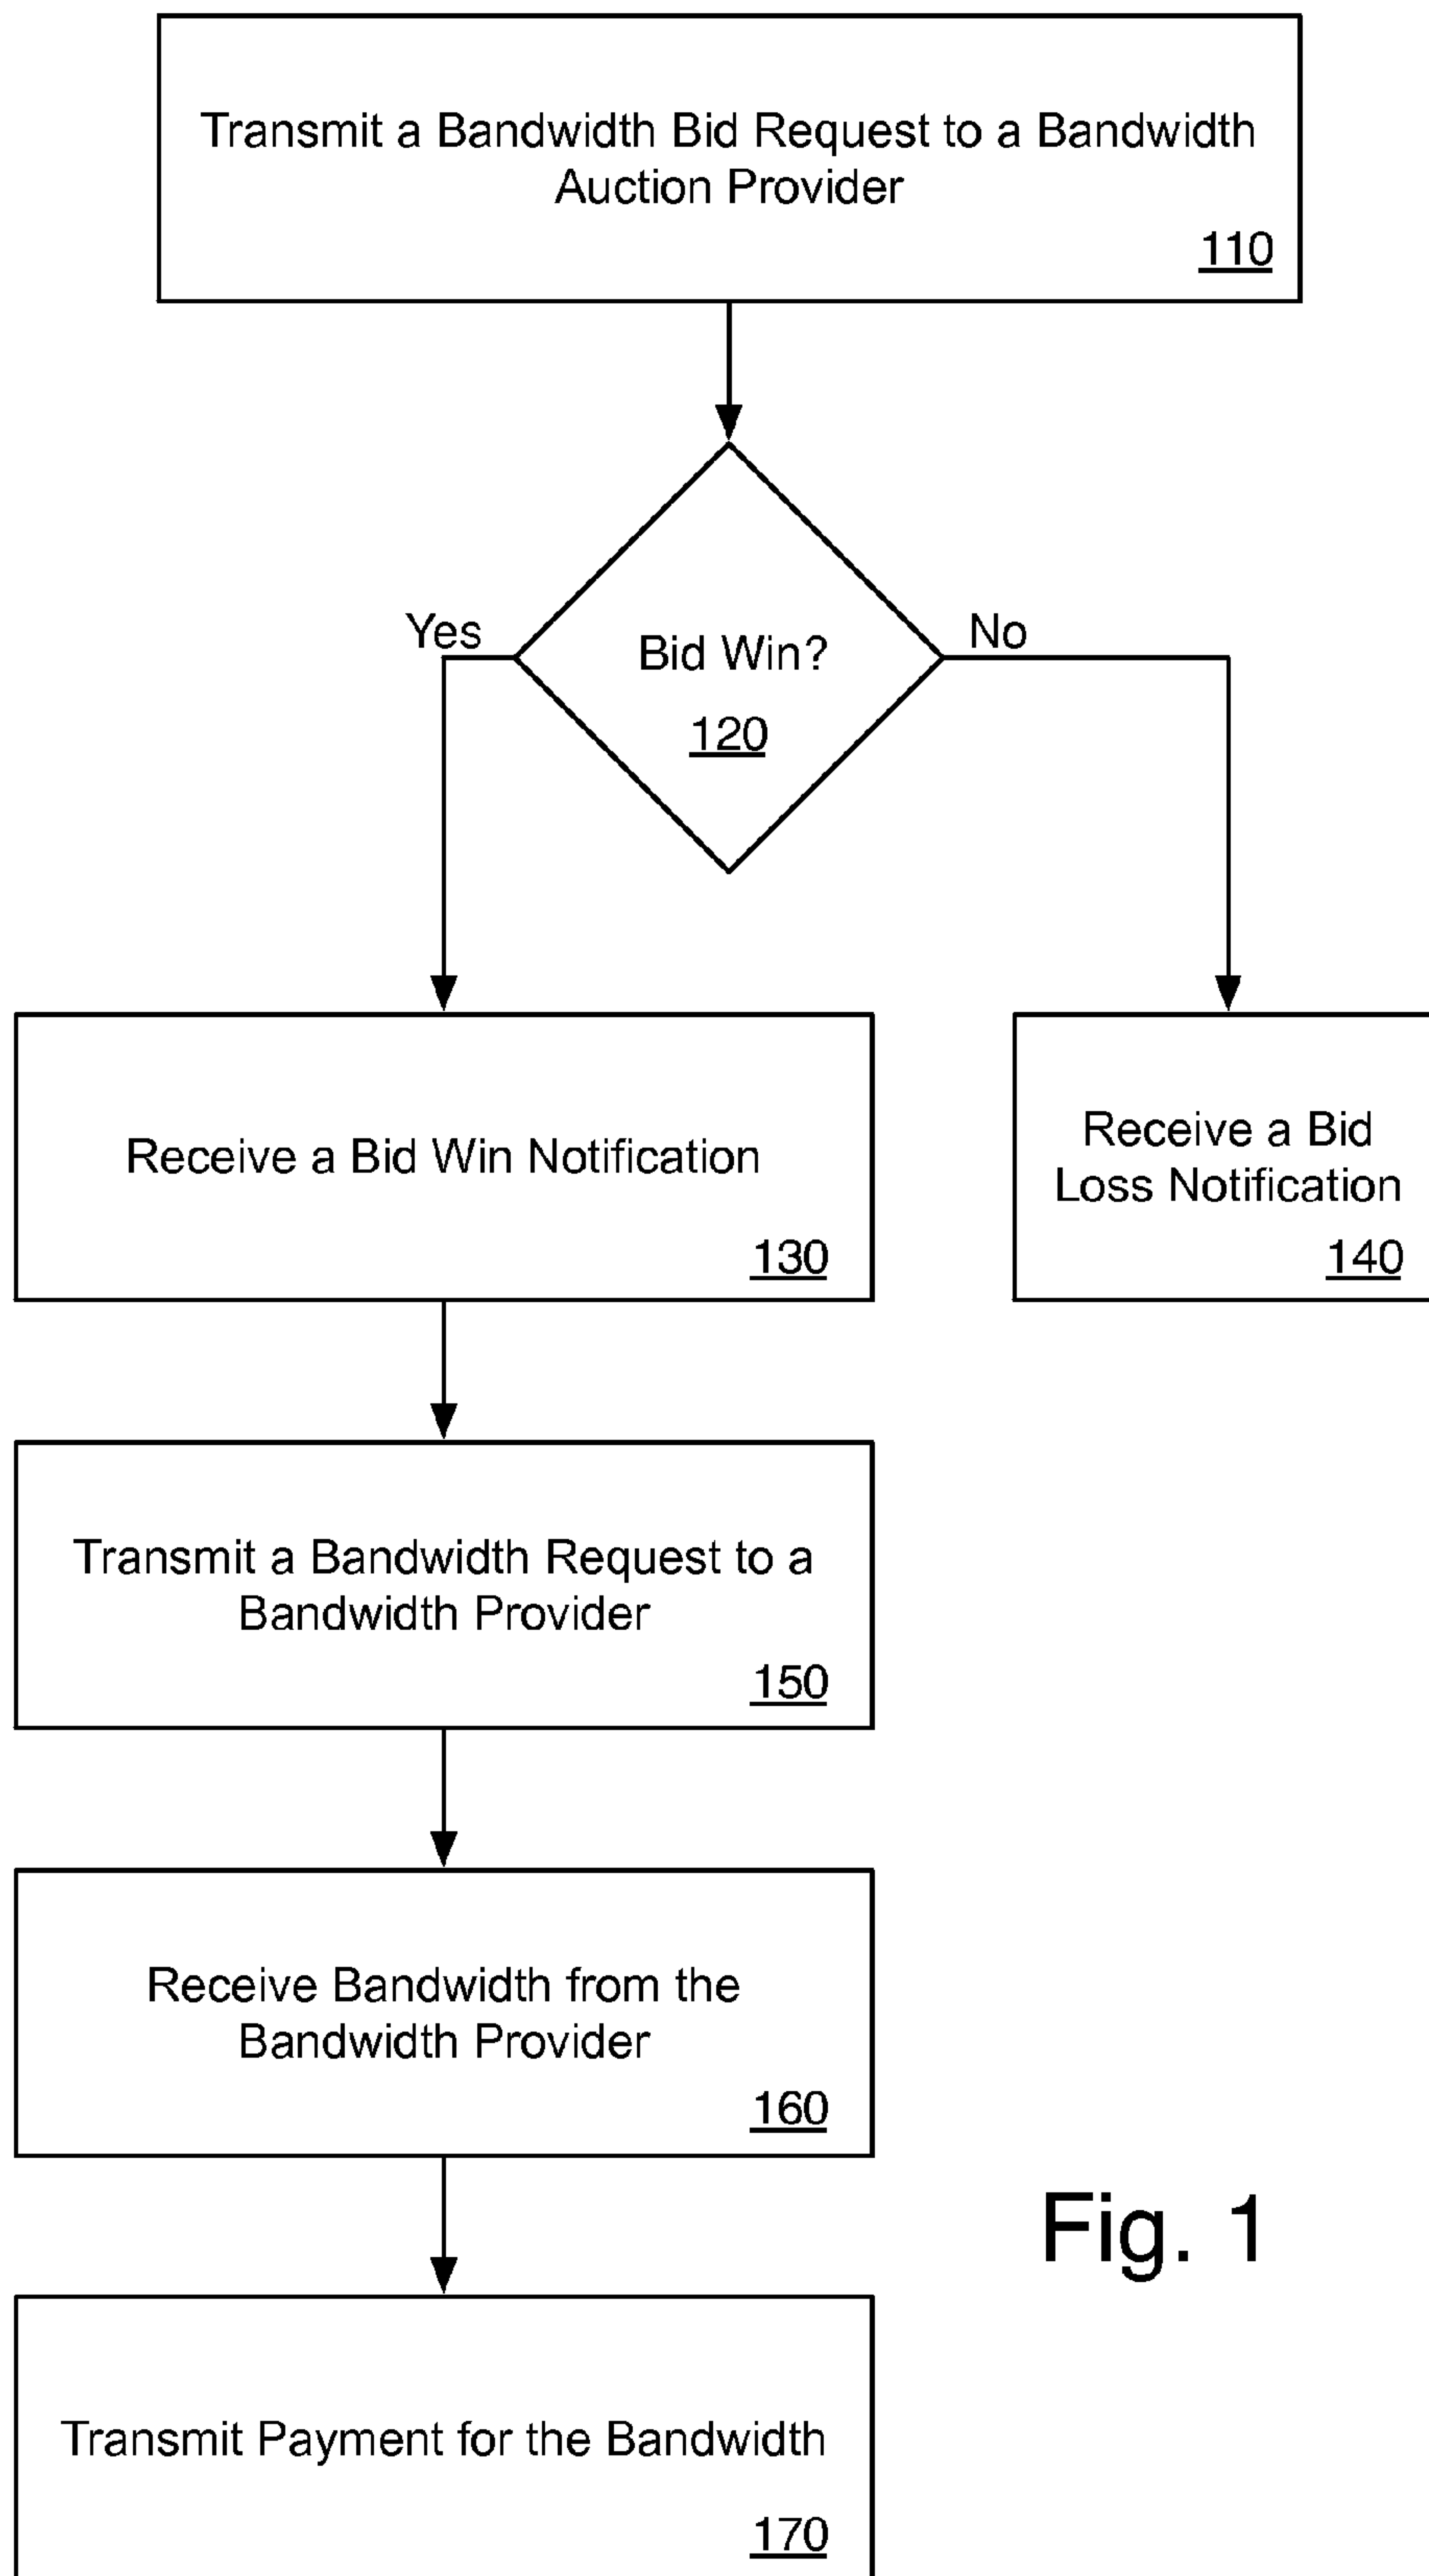 Transmit a Bandwidth Bid Request to a Bandwidth
Auction Provider
110
Yes
No
Bid Win?
120
Receive a Bid Win Notification
130
Receive a Bid
Loss Notification
140
Transmit a Bandwidth Request to a
Bandwidth Provider
150
Receive Bandwidth from the
Bandwidth Provider
160
Fig. 1
Transmit Payment for the Bandwidth
170